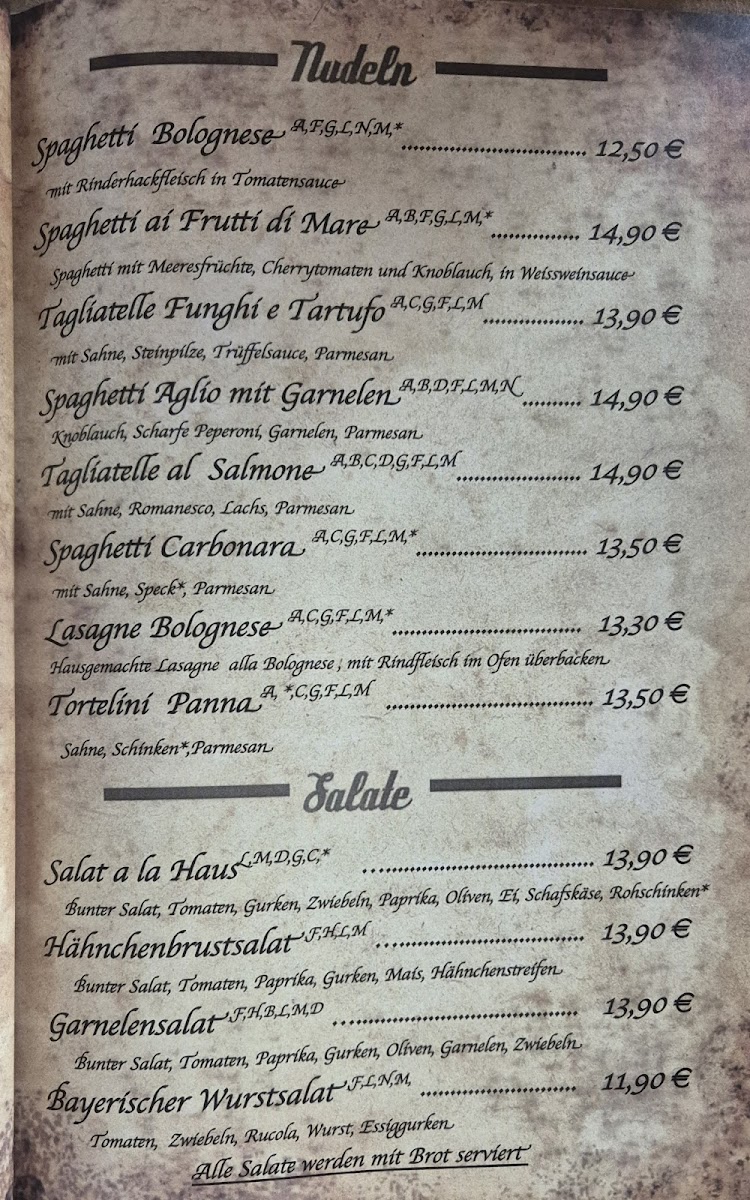 Nudeln
Spaghetti Bolognese A,F,G,L,N,M,* ........................ 12,50 €
mit Rinderhackfleisch in Tomatensauce
Spaghetti ai Frutti di Mare A,B,F,G,L,M,* ............ 14,90 €
Spaghetti mit Meeresfrüchte, Cherrytomaten und Knoblauch, in Weissweinsauce
Tagliatelle Funghi e Tartufo A,C,G,F,L,M ............ 13,90 €
mit Sahne, Steinpilze, Trüffelsauce, Parmesan
Spaghetti Aglio mit Garnelen A,B,D,F,L,M,N .......... 14,90 €
Knoblauch, Scharfe Peperoni, Garnelen, Parmesan
Tagliatelle al Salmone A,B,C,D,G,F,L,M ................ 14,90 €
mit Sahne, Romanesco, Lachs, Parmesan
Spaghetti Carbonara A,C,G,F,L,M,* ...................... 13,50 €
mit Sahne, Speck*, Parmesan
Lasagne Bolognese A,C,G,F,L,M,* ........................ 13,30 €
Hausgemachte Lasagne alla Bolognese , mit Rindfleisch im Ofen überbacken
Tortelini Panna A, *,C,G,F,L,M .......................... 13,50 €
Sahne, Schinken*,Parmesan
Salate
Salat a la Haus L,M,D,G,C,* ............................. 13,90 €
Bunter Salat, Tomaten, Gurken, Zwiebeln, Paprika, Oliven, Ei, Schafskäse, Rohschinken*
Hähnchenbrustsalat F,H,L,M ........................... 13,90 €
Bunter Salat, Tomaten, Paprika, Gurken, Mais, Hähnchenstreifen
Garnelensalat F,H,B,L,M,D ............................... 13,90 €
Bunter Salat, Tomaten, Paprika, Gurken, Oliven, Garnelen, Zwiebeln
Bayerischer Wurstsalat F,L,N,M, ................... 11,90 €
Tomaten, Zwiebeln, Rucola, Wurst, Essiggurken
Alle Salate werden mit Brot serviert